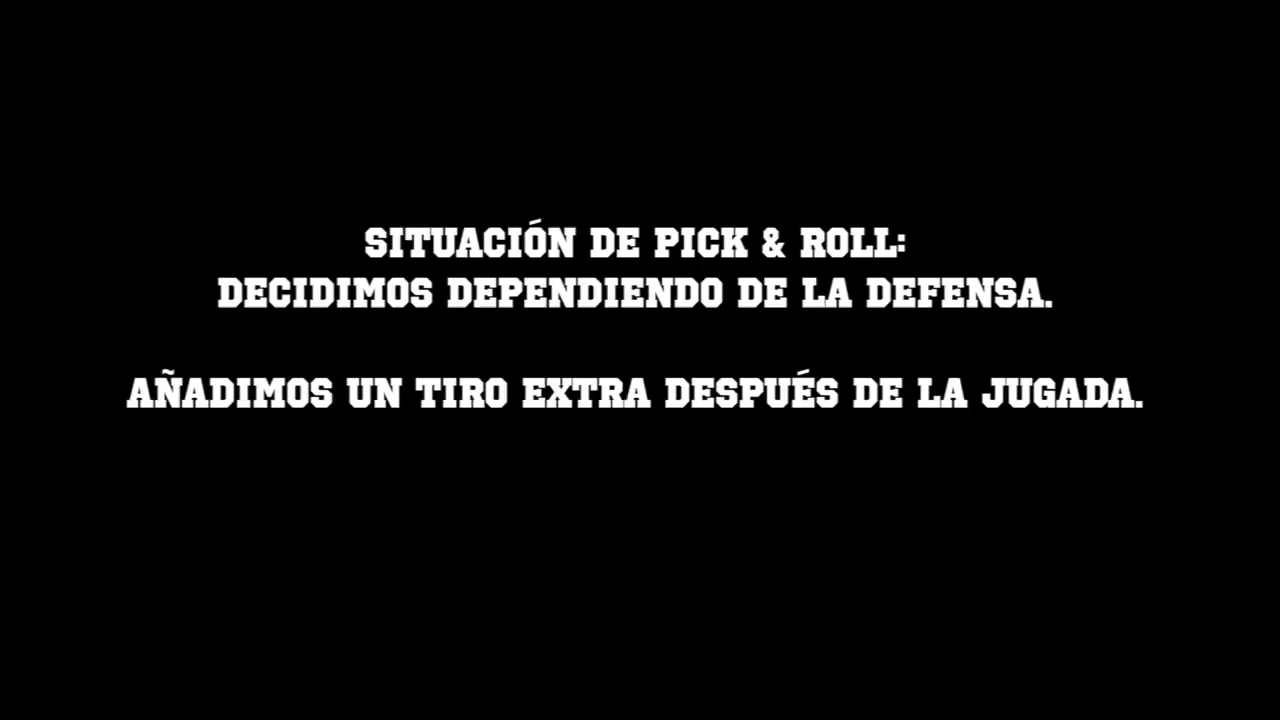 SITUACIÓN DE PICK & ROLL:
DECIDIMOS DEPENDIENDO DE LA DEFENSA.
AÑADIMOS UN TIRO EXTRA DESPUÉS DE LA JUGADA.